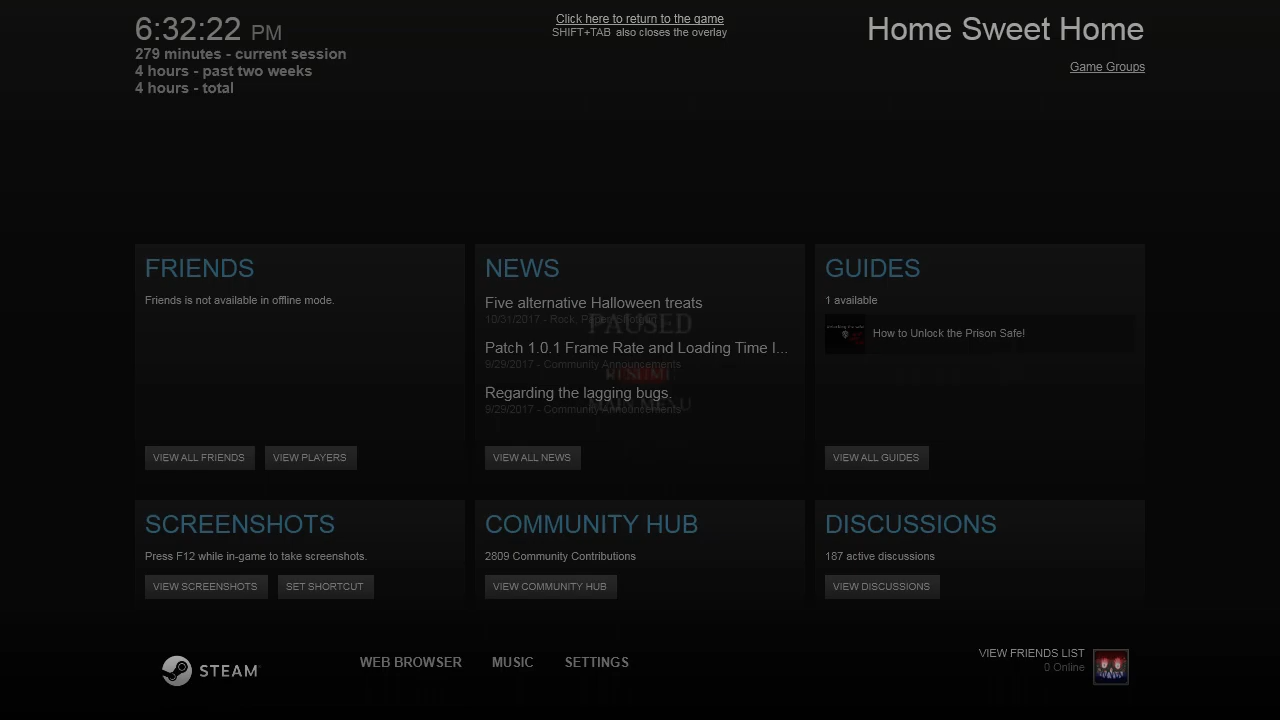 6:32:22 PM
279 minutes - current session
4 hours - past two weeks
4 hours - total
Click here to return to the game
SHIFT+TAB also closes the overlay
Home Sweet Home
Game Groups
FRIENDS
Friends is not available in offline mode.
VIEW ALL FRIENDS
VIEW PLAYERS
NEWS
Five alternative Halloween treats
10/31/2017 - Rock, Paper, Shotgun
PAUSED
Patch 1.0.1 Frame Rate and Loading Time I...
9/29/2017 - Community Announcements
RESUME
Regarding the lagging bugs.
9/29/2017 - Community Announcements
MAIN MENU
VIEW ALL NEWS
GUIDES
1 available
How to Unlock the Prison Safe!
VIEW ALL GUIDES
SCREENSHOTS
Press F12 while in-game to take screenshots.
VIEW SCREENSHOTS
SET SHORTCUT
COMMUNITY HUB
2809 Community Contributions
VIEW COMMUNITY HUB
DISCUSSIONS
187 active discussions
VIEW DISCUSSIONS
STEAM
WEB BROWSER
MUSIC
SETTINGS
VIEW FRIENDS LIST
0 Online